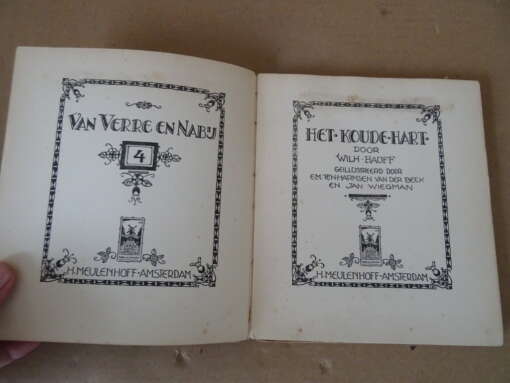 VAN VERRE EN NABIJ
4
H. MEULENHOFF · AMSTERDAM
HET · KOUDE · HART ·
DOOR
WILH · HAUFF
GEILLUSTREERD DOOR
EM · TEN · HARMSEN VAN DER BEEK
EN JAN WIEGMAN
H. MEULENHOFF · AMSTERDAM